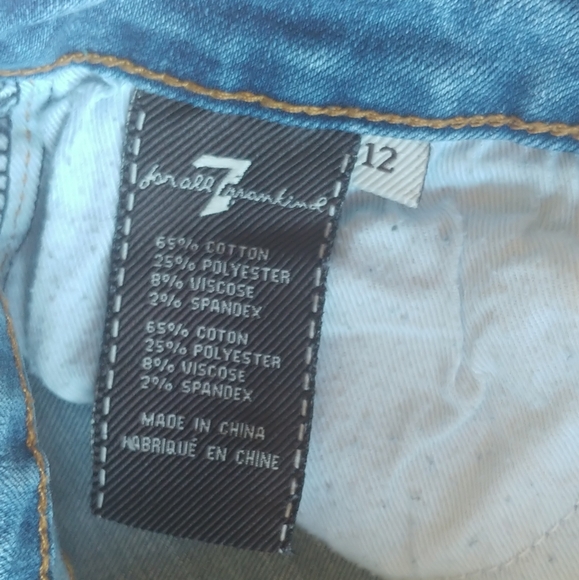 for all 7 mankind
12
65% COTTON
25% POLYESTER
8% VISCOSE
2% SPANDEX
65% COTON
25% POLYESTER
8% VISCOSE
2% SPANDEX
MADE IN CHINA
FABRIQUÉ EN CHINE